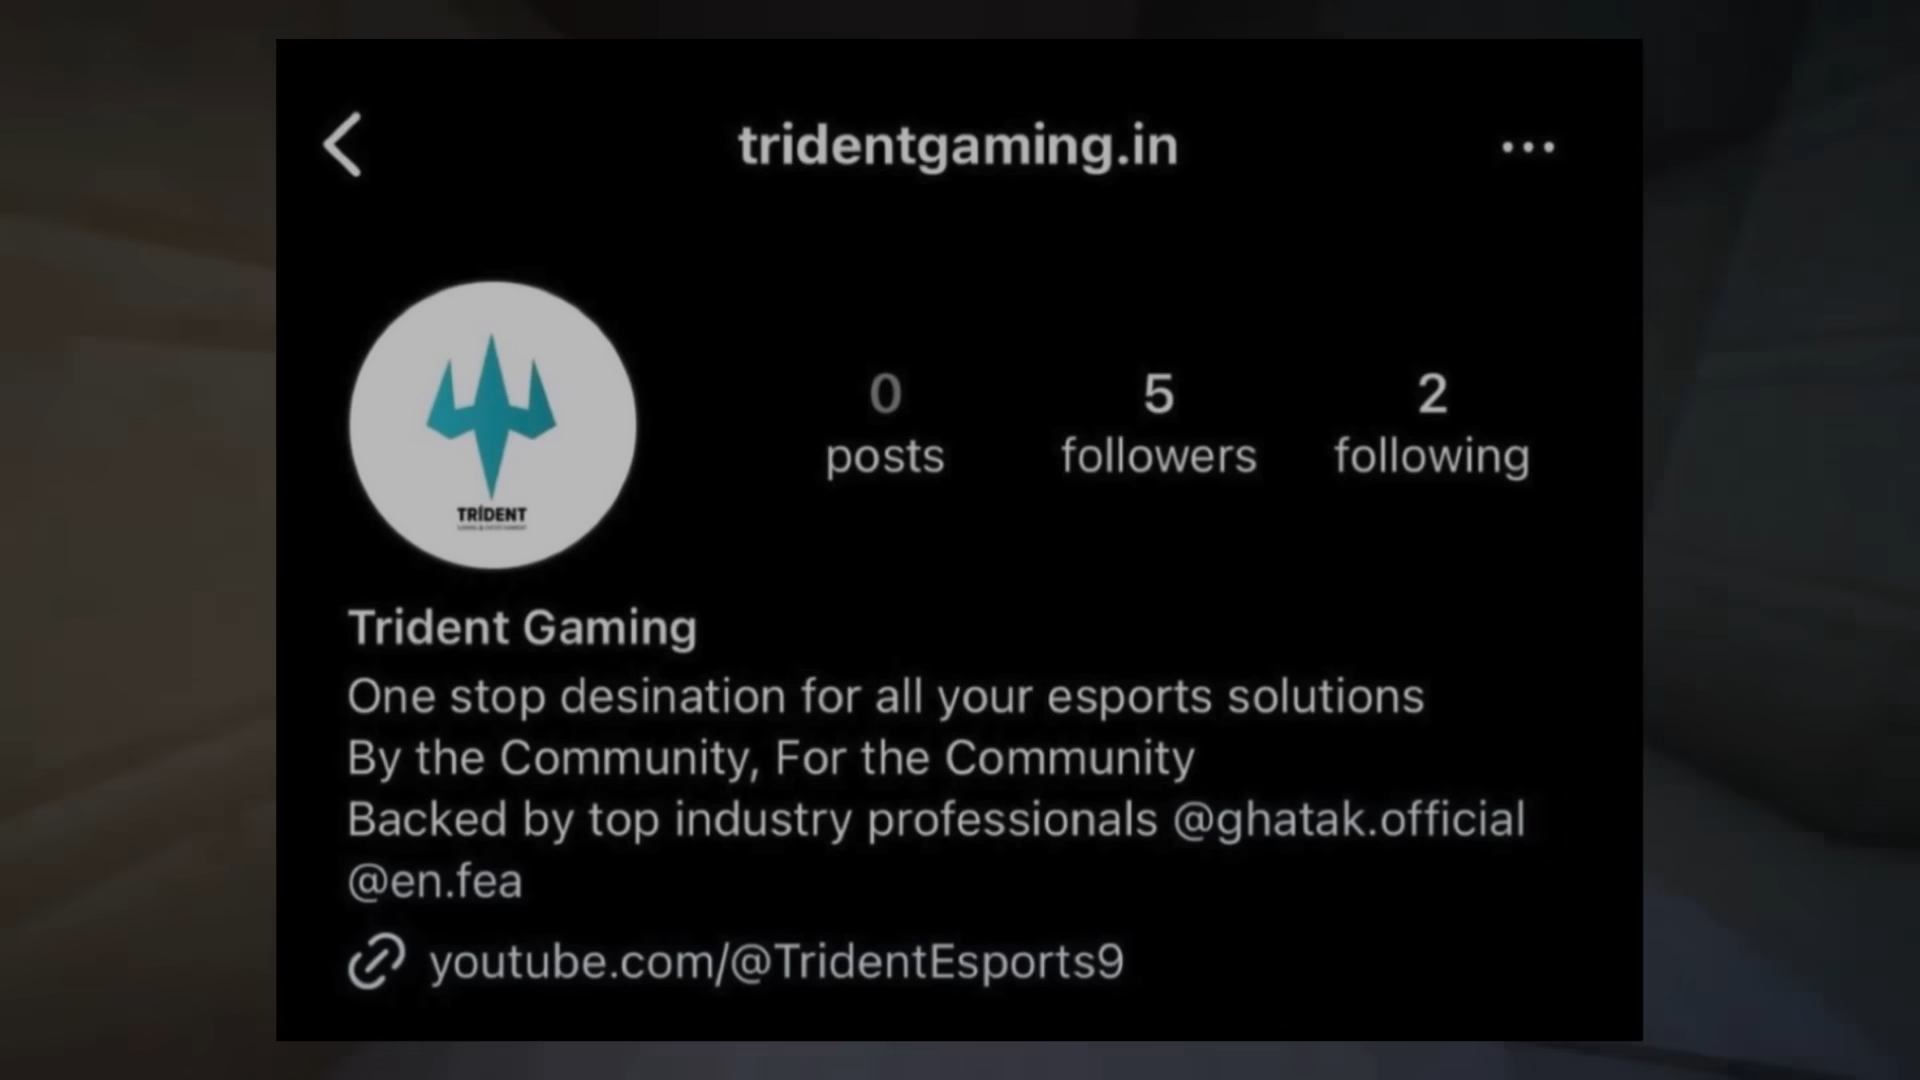 tridentgaming.in
0
posts
5
followers
2
following
TRÍDENT
Trident Gaming
One stop desination for all your esports solutions
By the Community, For the Community
Backed by top industry professionals @ghatak.official
@en.fea
youtube.com/@TridentEsports9